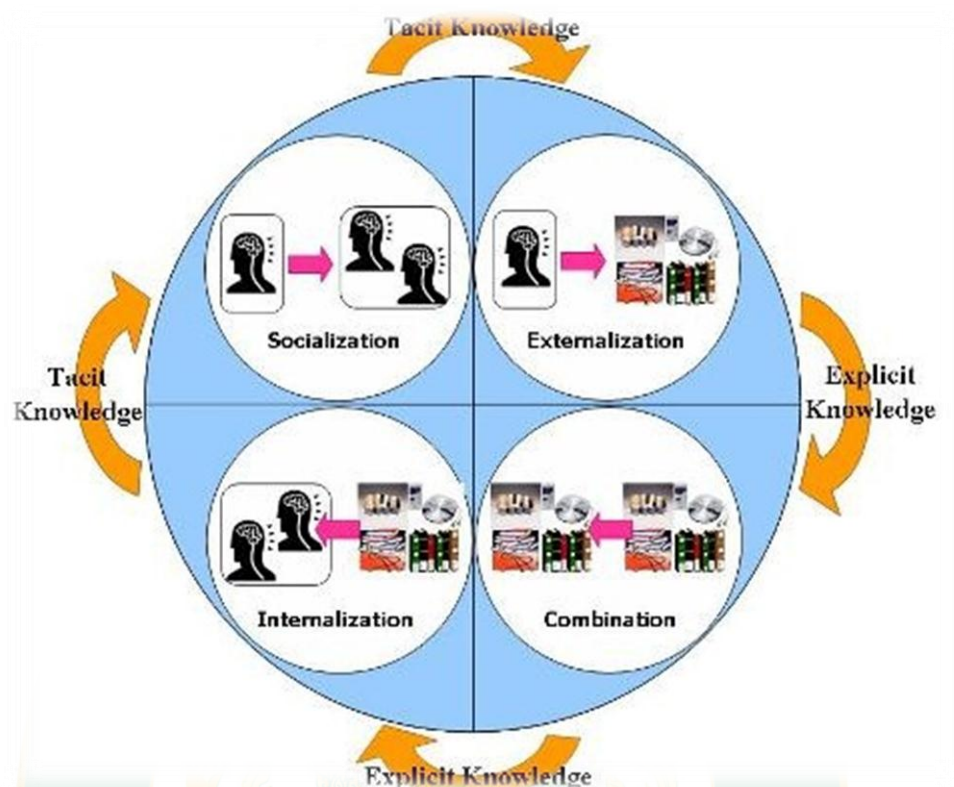 Tacit Knowledge
Socialization
Externalization
Tacit
Knowledge
Explicit
Knowledge
Internalization
Combination
Explicit Knowledge